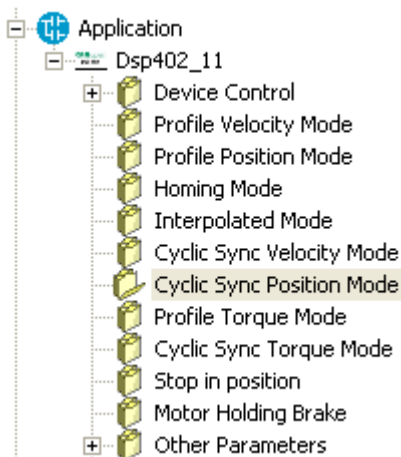 Application
Dsp402_11
Device Control
Profile Velocity Mode
Profile Position Mode
Homing Mode
Interpolated Mode
Cyclic Sync Velocity Mode
Cyclic Sync Position Mode
Profile Torque Mode
Cyclic Sync Torque Mode
Stop in position
Motor Holding Brake
Other Parameters